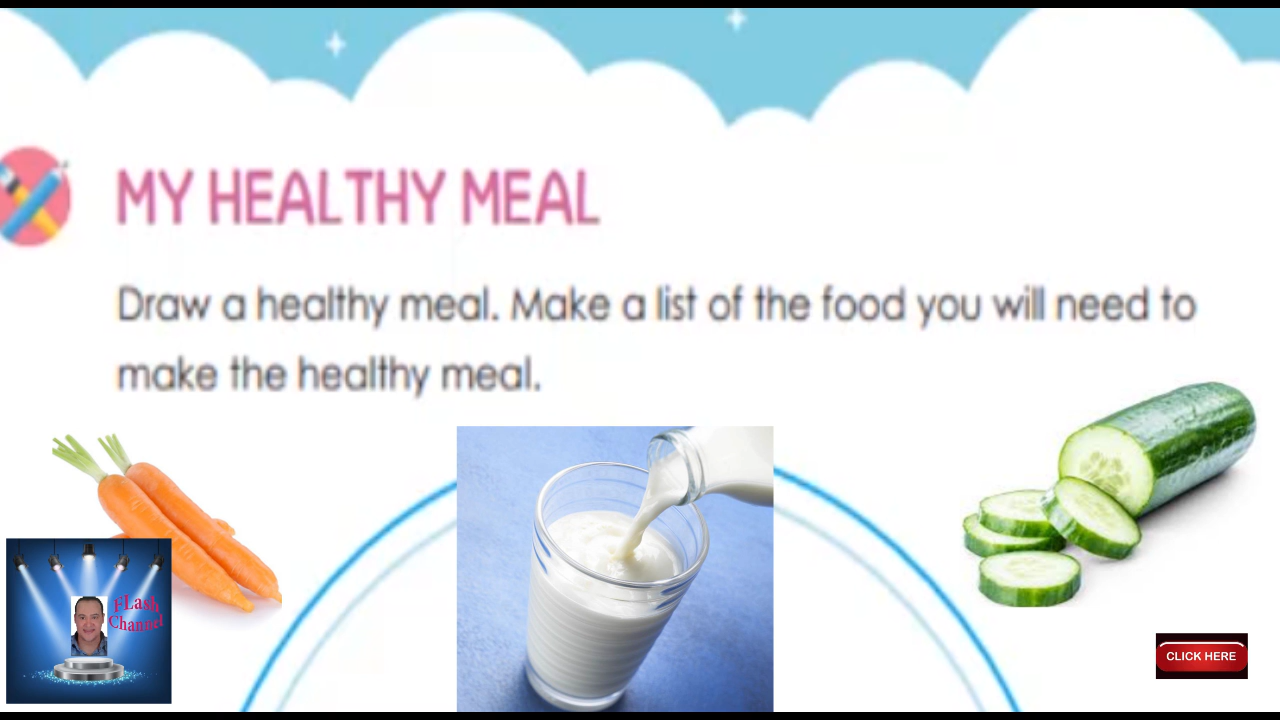 MY HEALTHY MEAL
Draw a healthy meal. Make a list of the food you will need to
make the healthy meal.
FLash
Channel
CLICK HERE